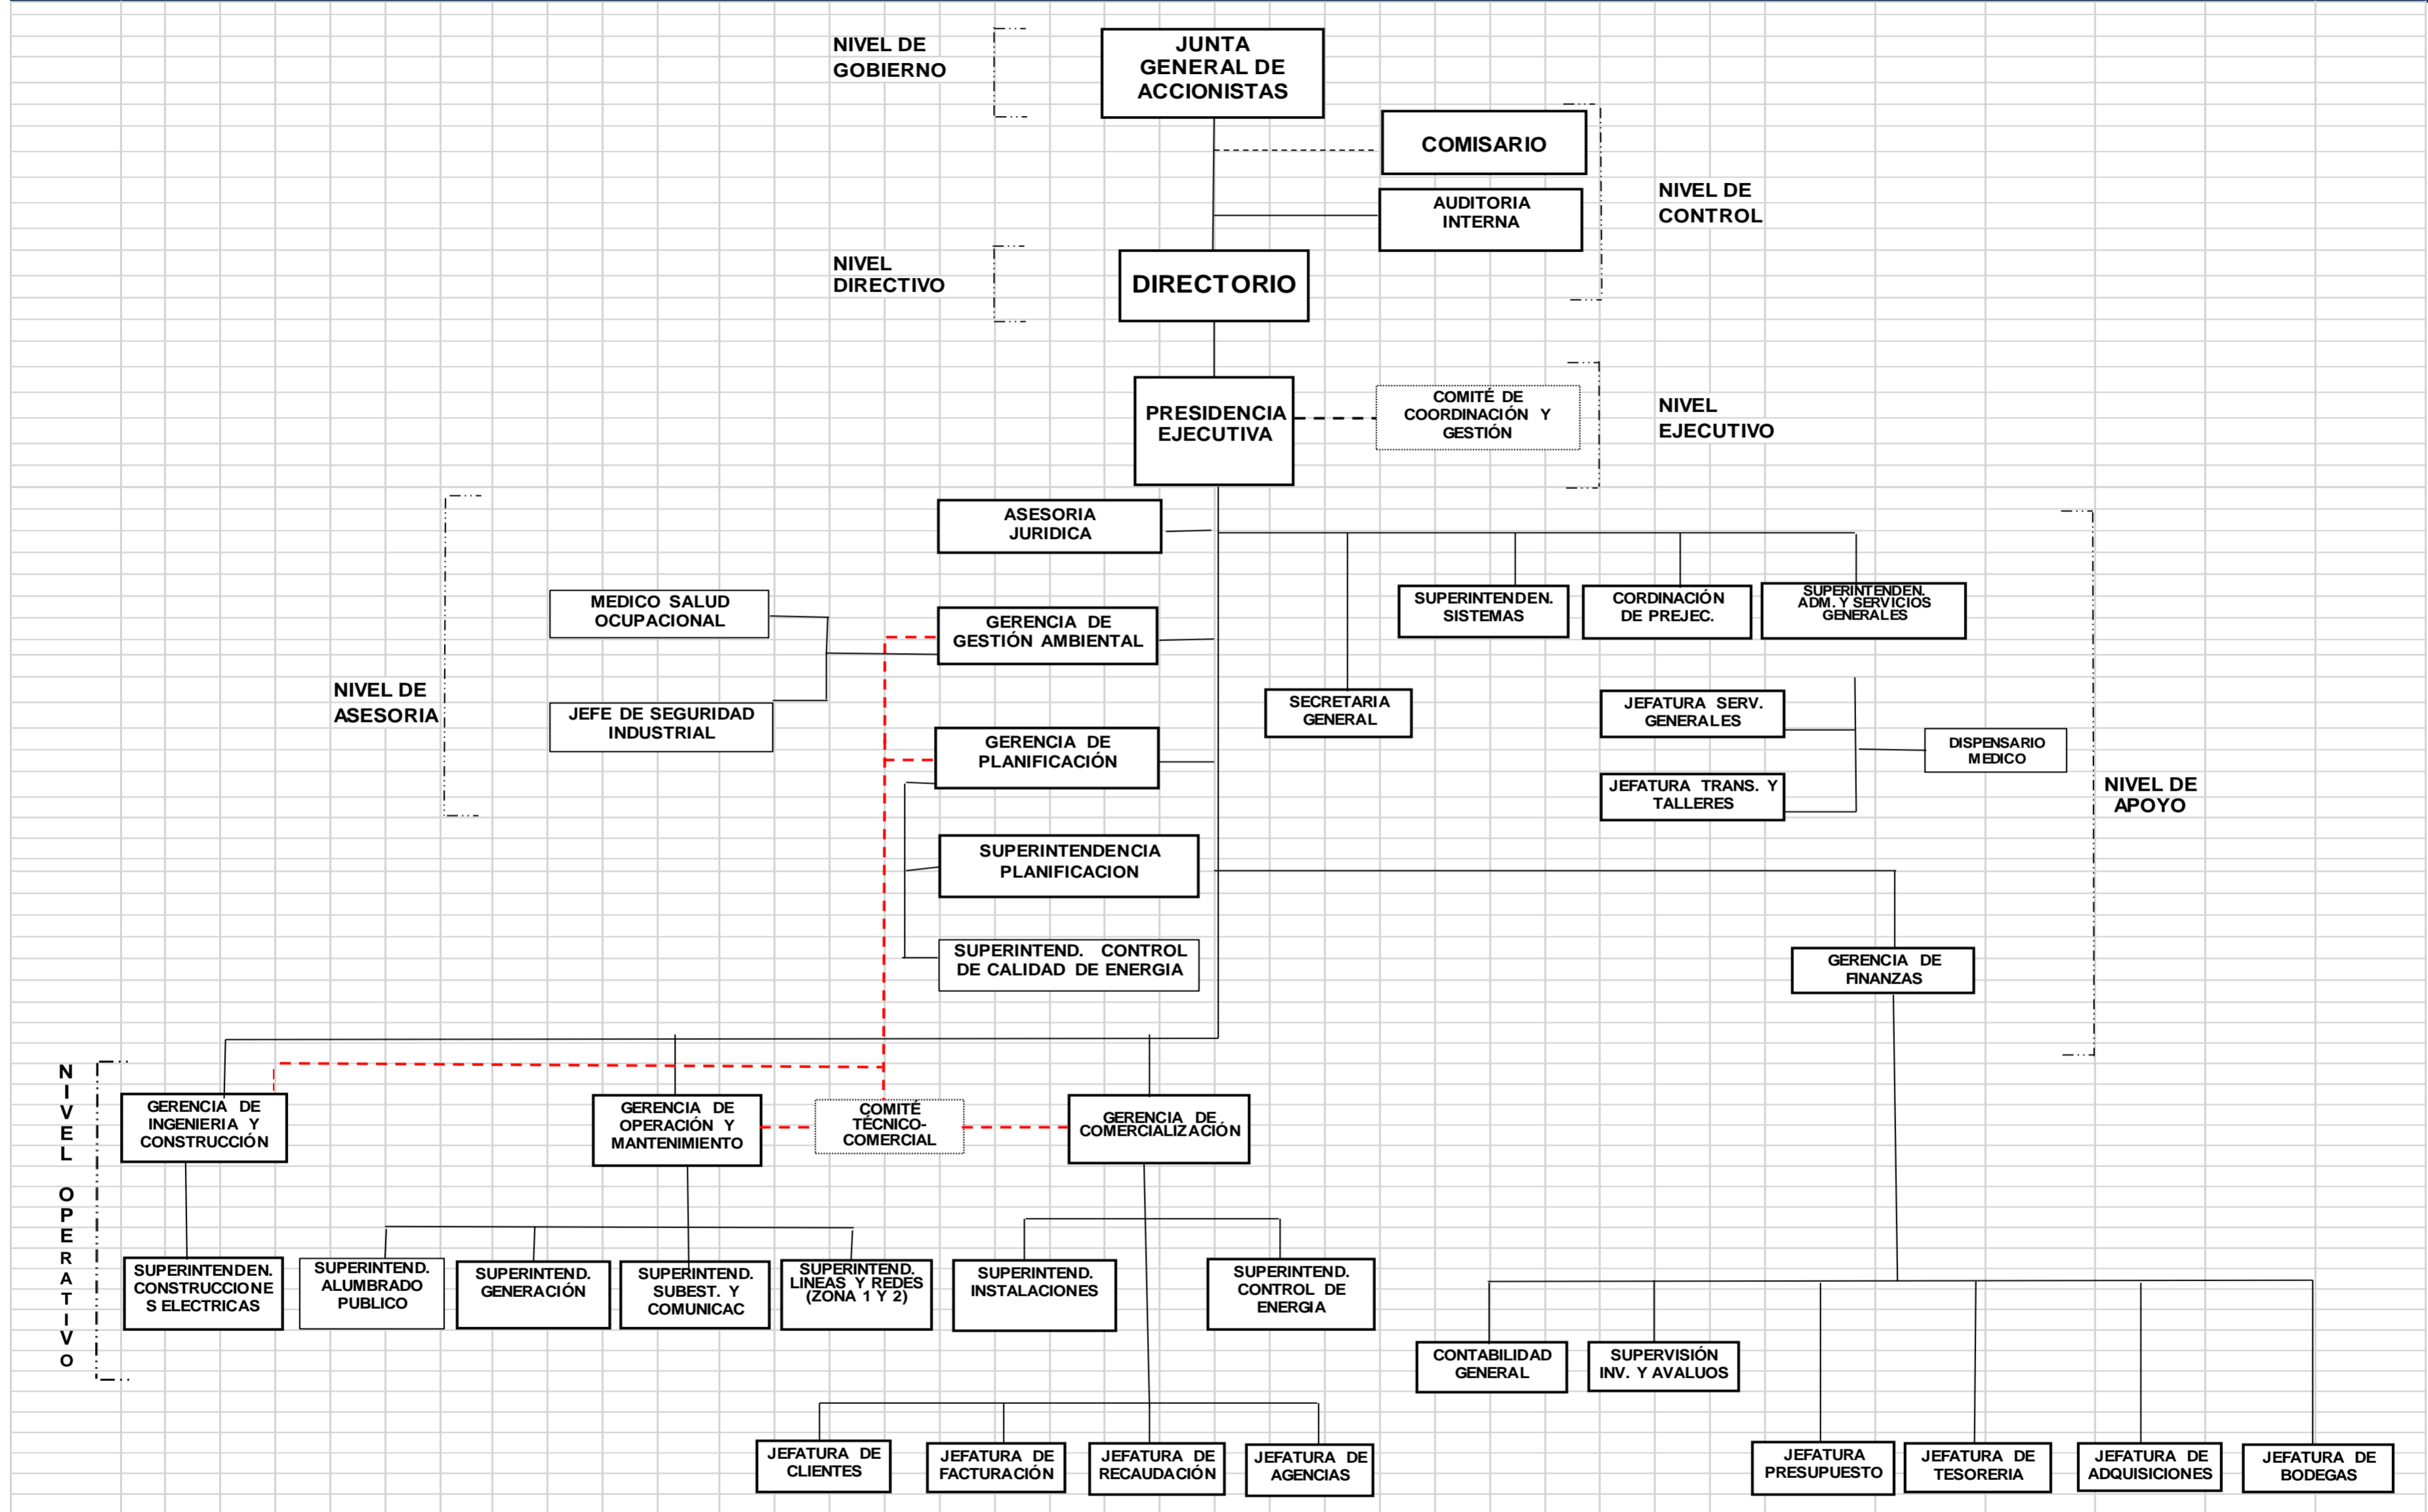 NIVEL DE
GOBIERNO
JUNTA
GENERAL DE
ACCIONISTAS
COMISARIO
AUDITORIA
INTERNA
NIVEL DE
CONTROL
NIVEL
DIRECTIVO
DIRECTORIO
PRESIDENCIA
EJECUTIVA
COMITÉ DE
COORDINACIÓN Y
GESTIÓN
NIVEL
EJECUTIVO
ASESORIA
JURIDICA
MEDICO SALUD
OCUPACIONAL
GERENCIA DE
GESTIÓN AMBIENTAL
SUPERINTENDEN.
SISTEMAS
CORDINACIÓN
DE PREJEC.
SUPERINTENDEN.
ADM. Y SERVICIOS
GENERALES
NIVEL DE
ASESORIA
JEFE DE SEGURIDAD
INDUSTRIAL
SECRETARIA
GENERAL
JEFATURA SERV.
GENERALES
GERENCIA DE
PLANIFICACIÓN
DISPENSARIO
MEDICO
JEFATURA TRANS. Y
TALLERES
NIVEL DE
APOYO
SUPERINTENDENCIA
PLANIFICACION
SUPERINTEND. CONTROL
DE CALIDAD DE ENERGIA
GERENCIA DE
FINANZAS
N
I
V
E
L
O
P
E
R
A
T
I
V
O
GERENCIA DE
INGENIERIA Y
CONSTRUCCIÓN
GERENCIA DE
OPERACIÓN Y
MANTENIMIENTO
COMITÉ
TÉCNICO-
COMERCIAL
GERENCIA DE
COMERCIALIZACIÓN
SUPERINTENDEN.
CONSTRUCCIONE
S ELECTRICAS
SUPERINTEND.
ALUMBRADO
PUBLICO
SUPERINTEND.
GENERACIÓN
SUPERINTEND.
SUBEST. Y
COMUNICAC
SUPERINTEND.
LINEAS Y REDES
(ZONA 1 Y 2)
SUPERINTEND.
INSTALACIONES
SUPERINTEND.
CONTROL DE
ENERGIA
CONTABILIDAD
GENERAL
SUPERVISIÓN
INV. Y AVALUOS
JEFATURA DE
CLIENTES
JEFATURA DE
FACTURACIÓN
JEFATURA DE
RECAUDACIÓN
JEFATURA DE
AGENCIAS
JEFATURA
PRESUPUESTO
JEFATURA DE
TESORERIA
JEFATURA DE
ADQUISICIONES
JEFATURA DE
BODEGAS